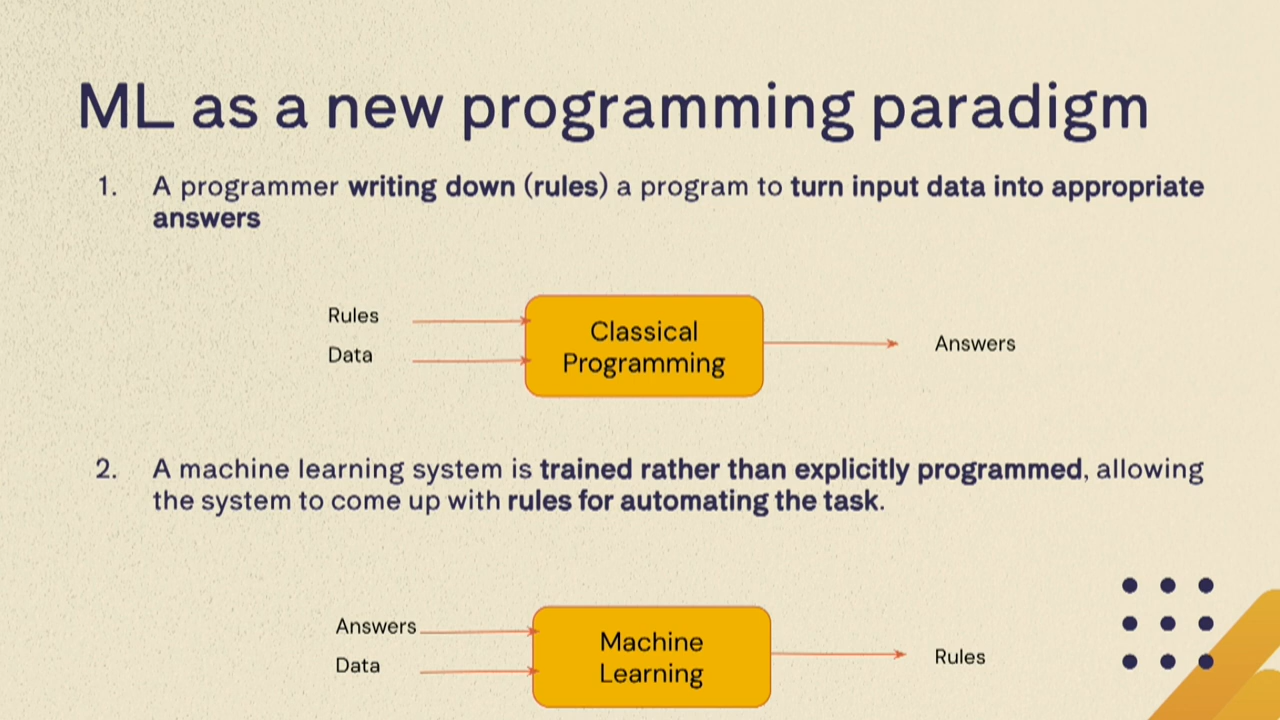 ML as a new programming paradigm
1. A programmer writing down (rules) a program to turn input data into appropriate
answers
Rules
Data
Classical
Programming
Answers
2. A machine learning system is trained rather than explicitly programmed, allowing
the system to come up with rules for automating the task.
Answers
Data
Machine
Learning
Rules